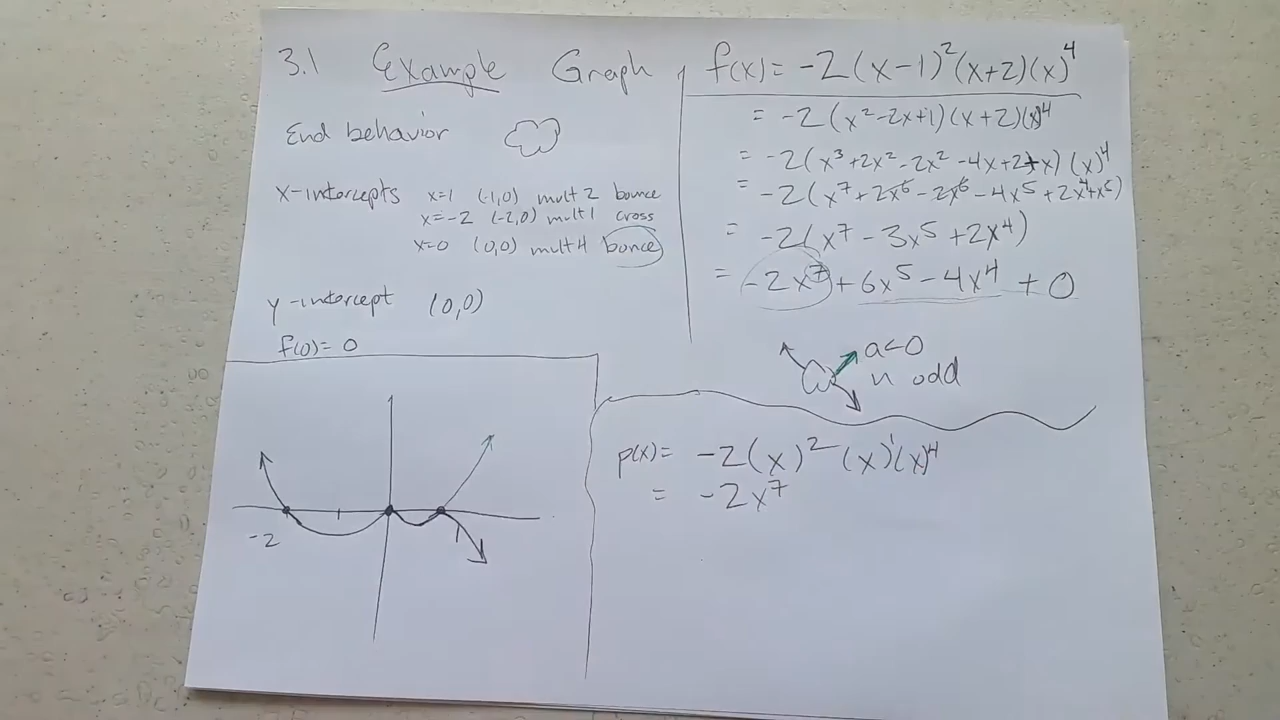 3.1 Example Graph
f(x) = -2(x-1)²(x+2)(x)⁴
= -2(x²-2x+1)(x+2)(x)⁴
= -2(x³+2x²-2x²-4x+2+x)(x)⁴
= -2(x⁷+2x⁶-2x⁶-4x⁵+2x⁴+x⁵)
= -2(x⁷-3x⁵+2x⁴)
= -2x⁷+6x⁵-4x⁴+0
End behavior
x-intercepts x=1 (-1,0) mult 2 bounce
x=-2 (-2,0) mult 1 cross
x=0 (0,0) mult 4 bounce
y-intercept (0,0)
f(0)=0
a<0
n odd
-2
1
p(x) = -2(x)²(x)¹(x)⁴
= -2x⁷